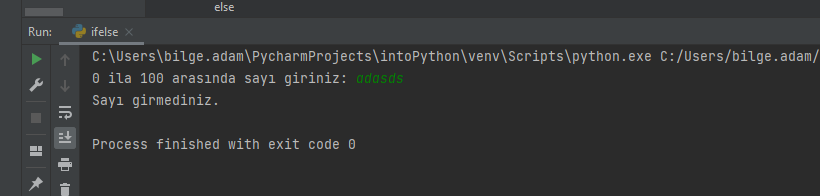 else
Run: ifelse
C:\Users\bilge.adam\PycharmProjects\intoPython\venv\Scripts\python.exe C:/Users/bilge.adam/
0 ila 100 arasında sayı giriniz: adasds
Sayı girmediniz.
Process finished with exit code 0